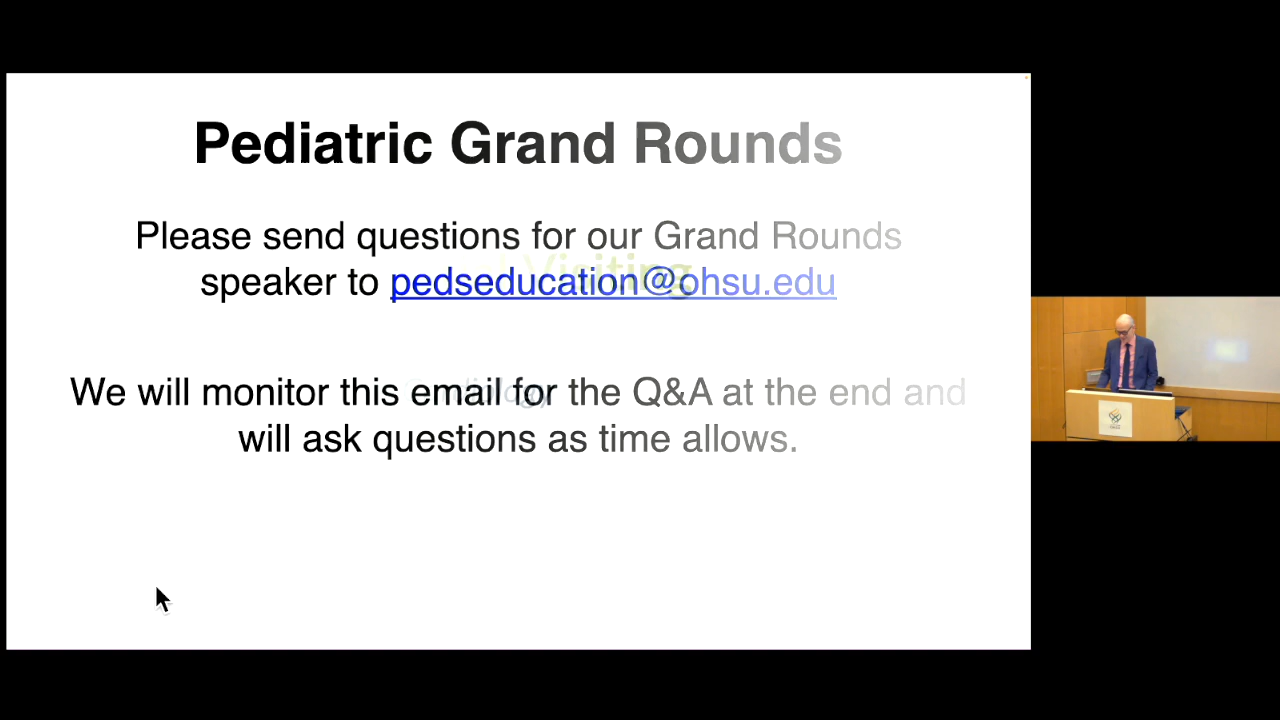 Pediatric Grand Rounds
Please send questions for our Grand Rounds
Visiting
speaker to pedseducation@ohsu.edu
We will monitor this email for the Q&A at the end and
will ask questions as time allows.